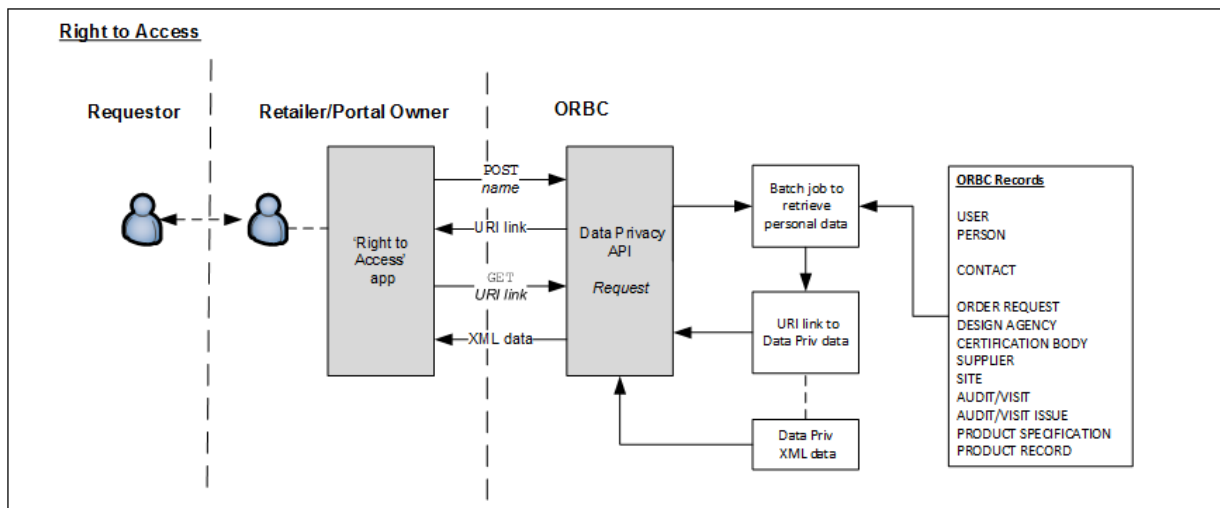 Right to Access
Requestor
Retailer/Portal Owner
ORBC
'Right to
Access'
app
POST
name
URI link
GET
URI link
XML data
Data Privacy
API
Request
Batch job to
retrieve
personal data
URI link to
Data Priv data
Data Priv
XML data
ORBC Records
USER
PERSON
CONTACT
ORDER REQUEST
DESIGN AGENCY
CERTIFICATION BODY
SUPPLIER
SITE
AUDIT/VISIT
AUDIT/VISIT ISSUE
PRODUCT SPECIFICATION
PRODUCT RECORD